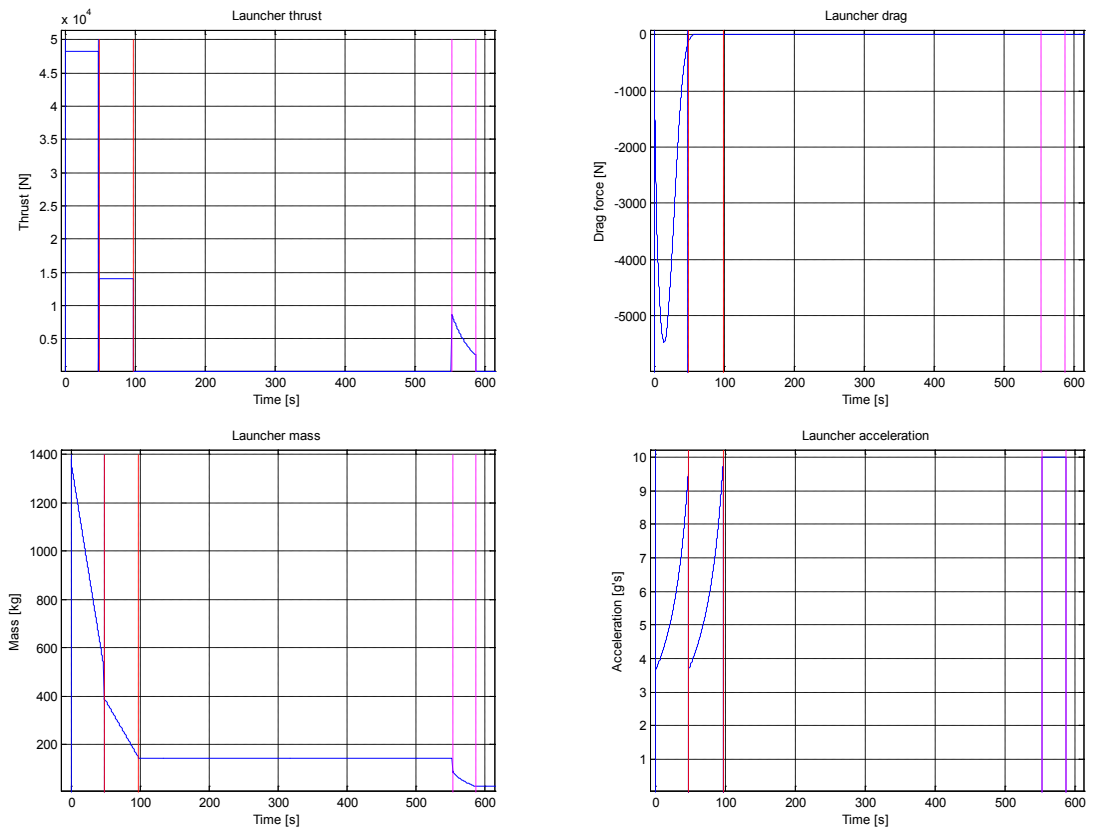 Launcher thrust
x 10^4
5
4.5
4
3.5
3
2.5
2
1.5
1
0.5
0 100 200 300 400 500 600
Time [s]
Thrust [N]
Launcher drag
0
-1000
-2000
-3000
-4000
-5000
0 100 200 300 400 500 600
Time [s]
Drag force [N]
Launcher mass
1400
1200
1000
800
600
400
200
0 100 200 300 400 500 600
Time [s]
Mass [kg]
Launcher acceleration
10
9
8
7
6
5
4
3
2
1
0 100 200 300 400 500 600
Time [s]
Acceleration [g's]